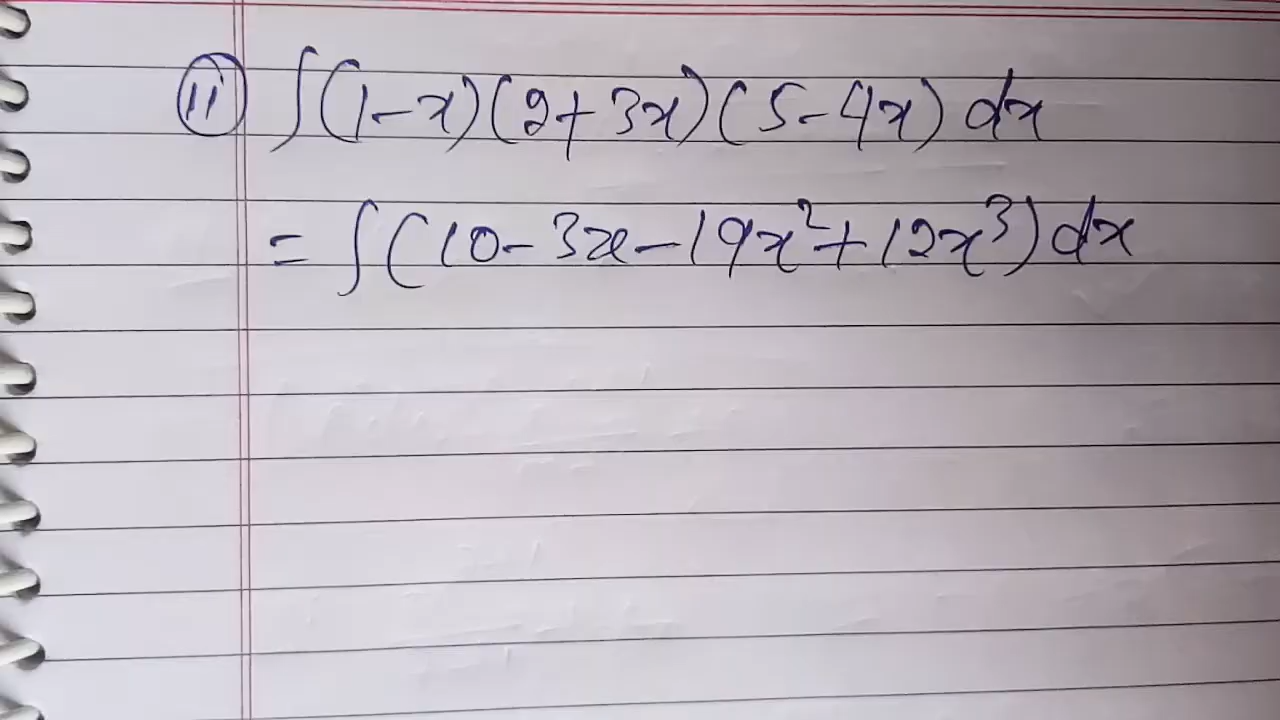 (ii) ∫(1-x)(2+3x)(5-4x) dx
= ∫(10-3x-19x²+12x³) dx